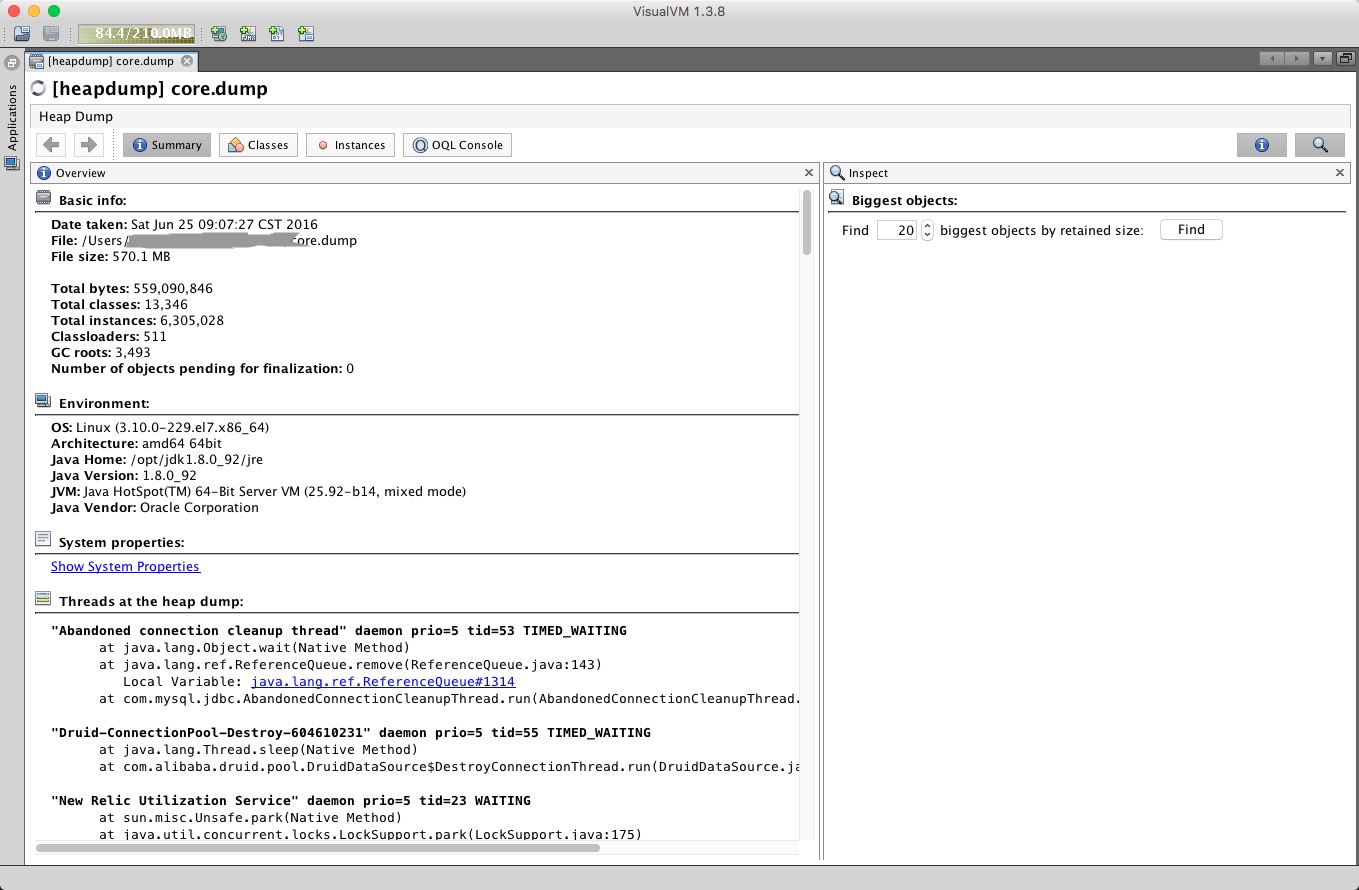 VisualVM 1.3.8
84.4/210.0MB
Applications
[heapdump] core.dump
[heapdump] core.dump
Heap Dump
Summary
Classes
Instances
OQL Console
Overview
Basic info:
Date taken: Sat Jun 25 09:07:27 CST 2016
File: /Users/ core.dump
File size: 570.1 MB
Total bytes: 559,090,846
Total classes: 13,346
Total instances: 6,305,028
Classloaders: 511
GC roots: 3,493
Number of objects pending for finalization: 0
Environment:
OS: Linux (3.10.0-229.el7.x86_64)
Architecture: amd64 64bit
Java Home: /opt/jdk1.8.0_92/jre
Java Version: 1.8.0_92
JVM: Java HotSpot(TM) 64-Bit Server VM (25.92-b14, mixed mode)
Java Vendor: Oracle Corporation
System properties:
Show System Properties
Threads at the heap dump:
"Abandoned connection cleanup thread" daemon prio=5 tid=53 TIMED_WAITING
at java.lang.Object.wait(Native Method)
at java.lang.ref.ReferenceQueue.remove(ReferenceQueue.java:143)
Local Variable: java.lang.ref.ReferenceQueue#1314
at com.mysql.jdbc.AbandonedConnectionCleanupThread.run(AbandonedConnectionCleanupThread.
"Druid-ConnectionPool-Destroy-604610231" daemon prio=5 tid=55 TIMED_WAITING
at java.lang.Thread.sleep(Native Method)
at com.alibaba.druid.pool.DruidDataSource$DestroyConnectionThread.run(DruidDataSource.ja
"New Relic Utilization Service" daemon prio=5 tid=23 WAITING
at sun.misc.Unsafe.park(Native Method)
at java.util.concurrent.locks.LockSupport.park(LockSupport.java:175)
Inspect
Biggest objects:
Find 20 biggest objects by retained size: Find